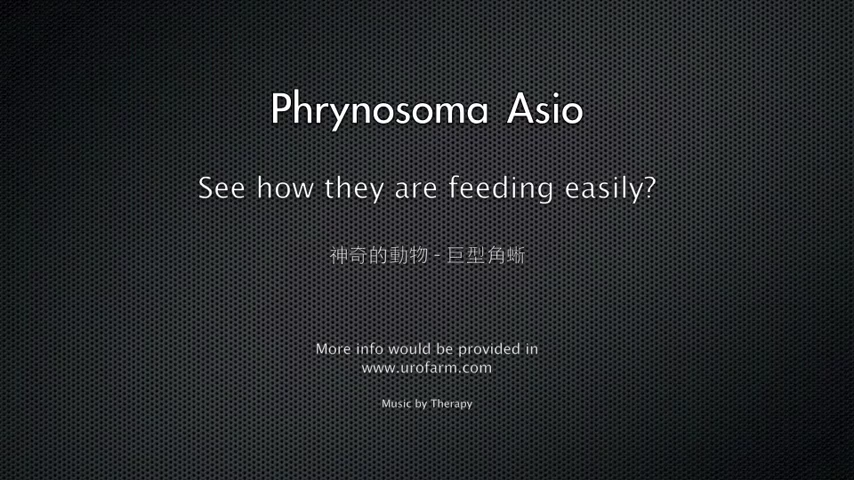 Phrynosoma Asio
See how they are feeding easily?
神奇的動物 - 巨型角蜥
More info would be provided in
www.urofarm.com
Music by Therapy